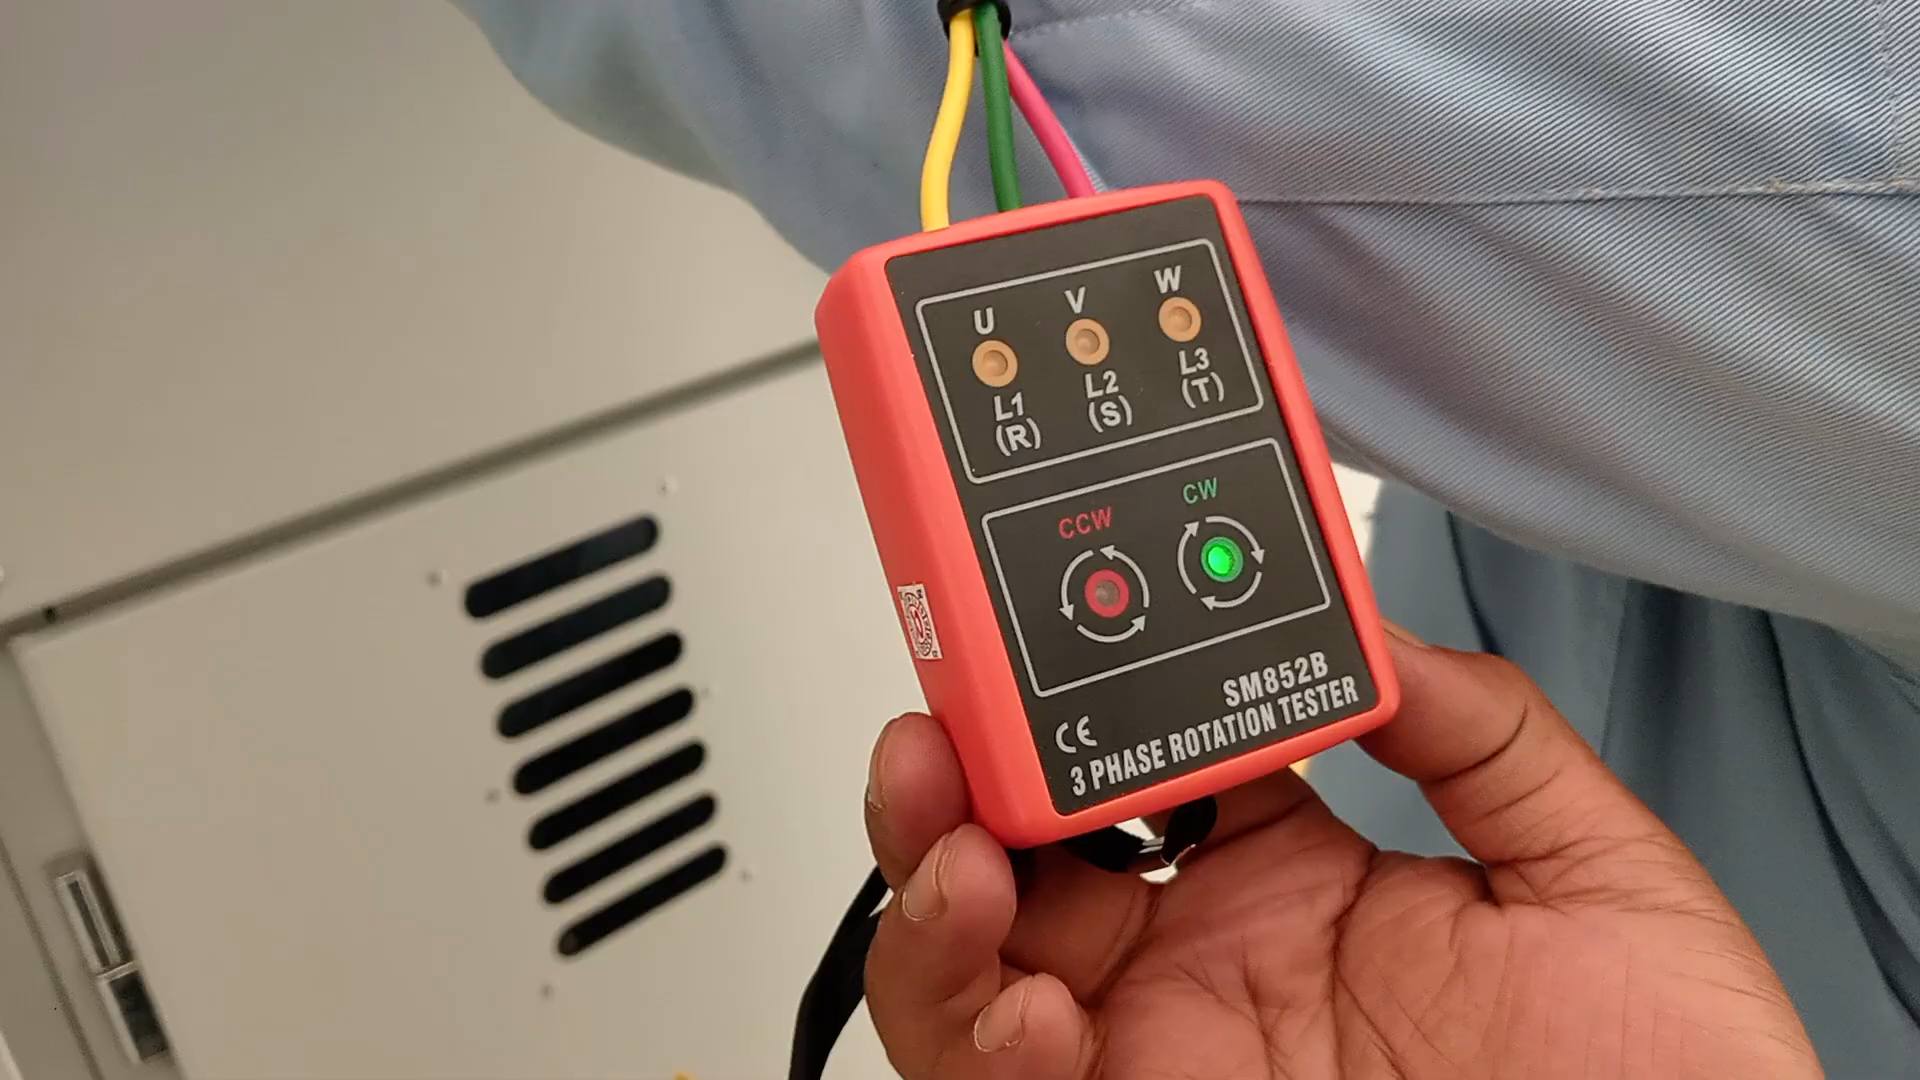 U V W
L1 L2 L3
(R) (S) (T)
CCW CW
SM852B
CE
3 PHASE ROTATION TESTER